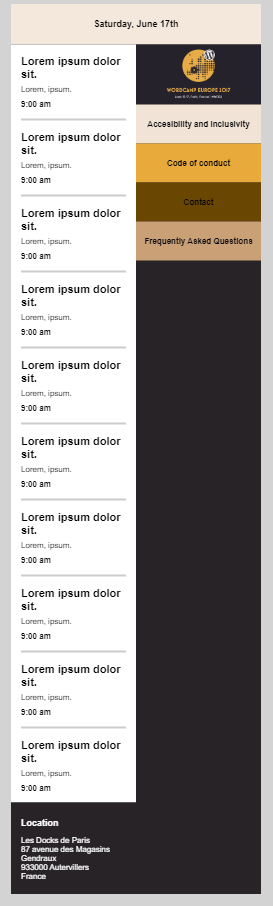 Saturday, June 17th
Lorem ipsum dolor
sit.
Lorem, ipsum.
9:00 am
Lorem ipsum dolor
sit.
Lorem, ipsum.
9:00 am
Lorem ipsum dolor
sit.
Lorem, ipsum.
9:00 am
Lorem ipsum dolor
sit.
Lorem, ipsum.
9:00 am
Lorem ipsum dolor
sit.
Lorem, ipsum.
9:00 am
Lorem ipsum dolor
sit.
Lorem, ipsum.
9:00 am
Lorem ipsum dolor
sit.
Lorem, ipsum.
9:00 am
Lorem ipsum dolor
sit.
Lorem, ipsum.
9:00 am
Lorem ipsum dolor
sit.
Lorem, ipsum.
9:00 am
Lorem ipsum dolor
sit.
Lorem, ipsum.
9:00 am
WORDCAMP EUROPE 2017
Accesibility and Inclusivity
Code of conduct
Contact
Frequently Asked Questions
Location
Les Docks de Paris
87 avenue des Magasins
Gendraux
933000 Autervillers
France